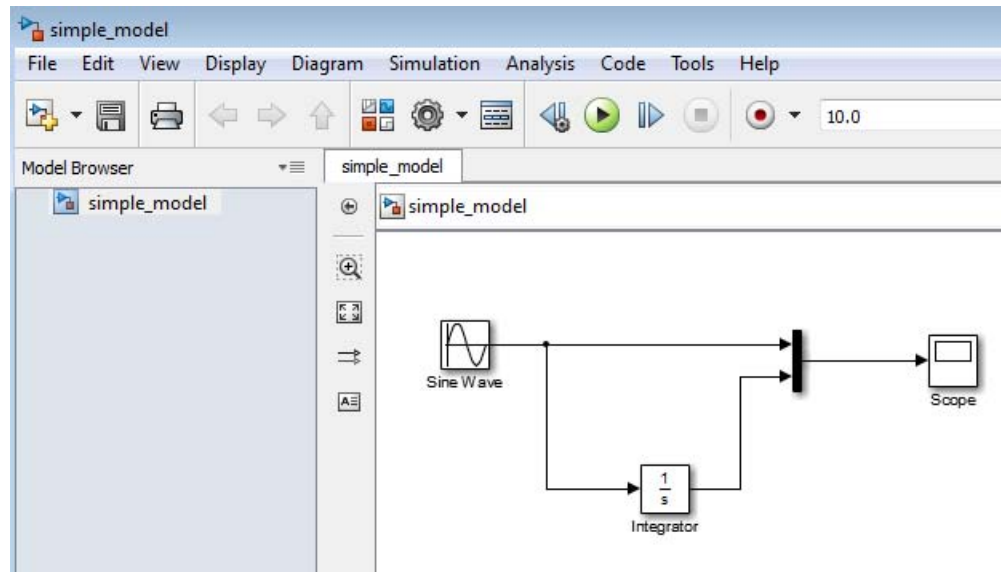 simple_model
File Edit View Display Diagram Simulation Analysis Code Tools Help
10.0
Model Browser
simple_model
simple_model
simple_model
Sine Wave
Scope
1
s
Integrator